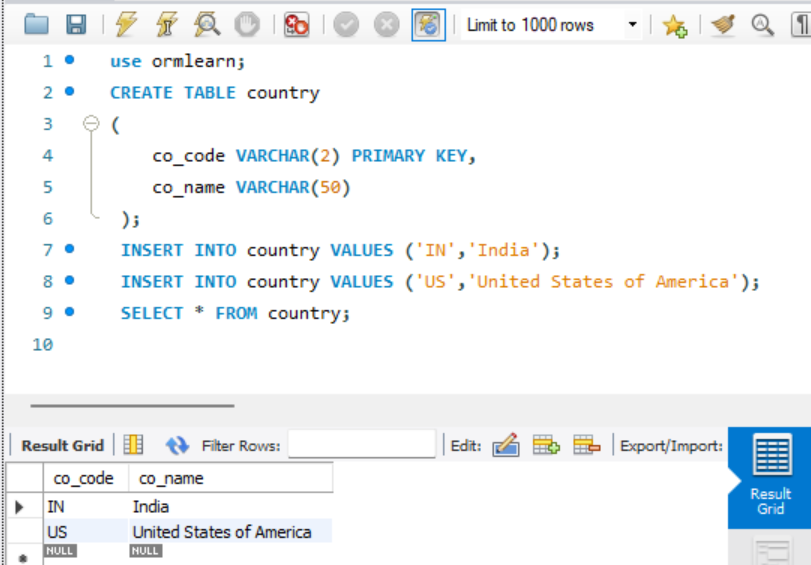 Limit to 1000 rows
1 use ormlearn;
2 CREATE TABLE country
3 (
4 co_code VARCHAR(2) PRIMARY KEY,
5 co_name VARCHAR(50)
6 );
7 INSERT INTO country VALUES ('IN','India');
8 INSERT INTO country VALUES ('US','United States of America');
9 SELECT * FROM country;
10
Result Grid Filter Rows: Edit: Export/Import:
co_code co_name
IN India
US United States of America
NULL NULL
Result
Grid